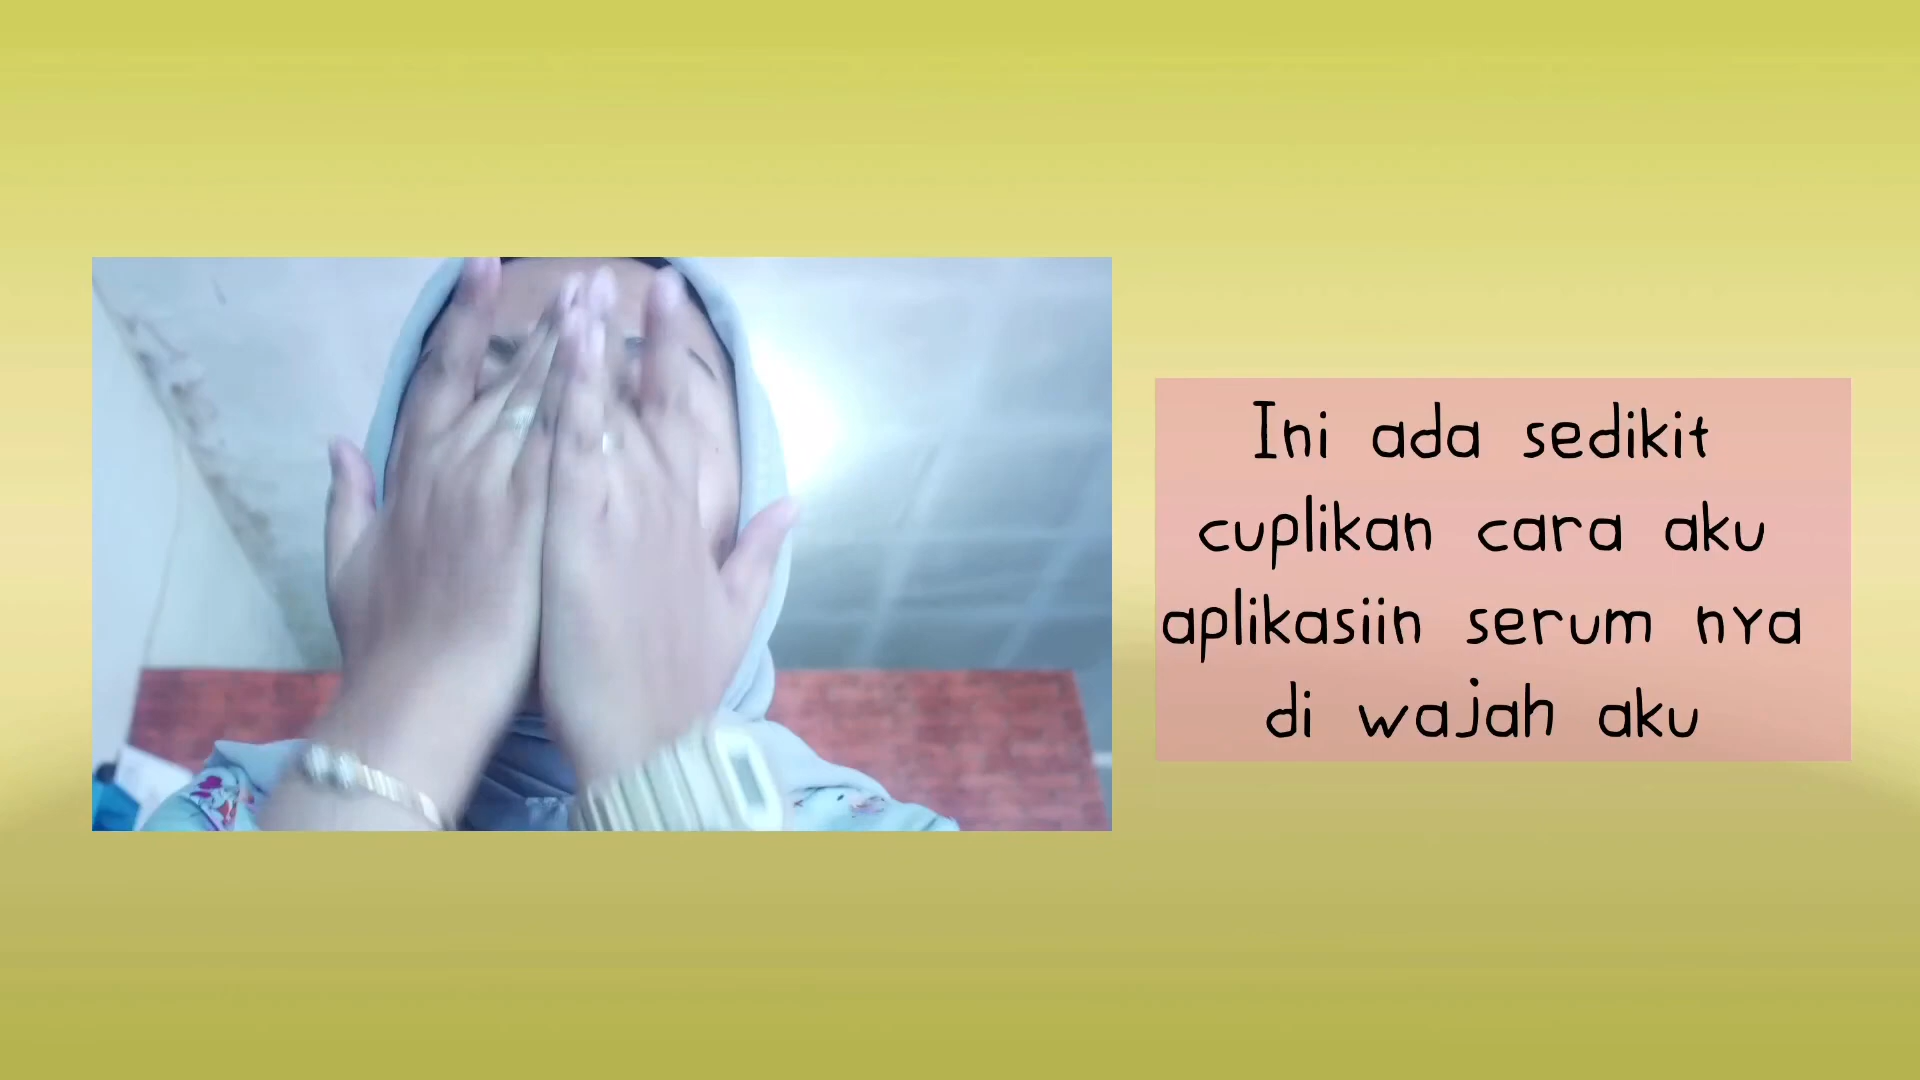 Ini ada sedikit
cuplikan cara aku
aplikasiin serum nya
di wajah aku